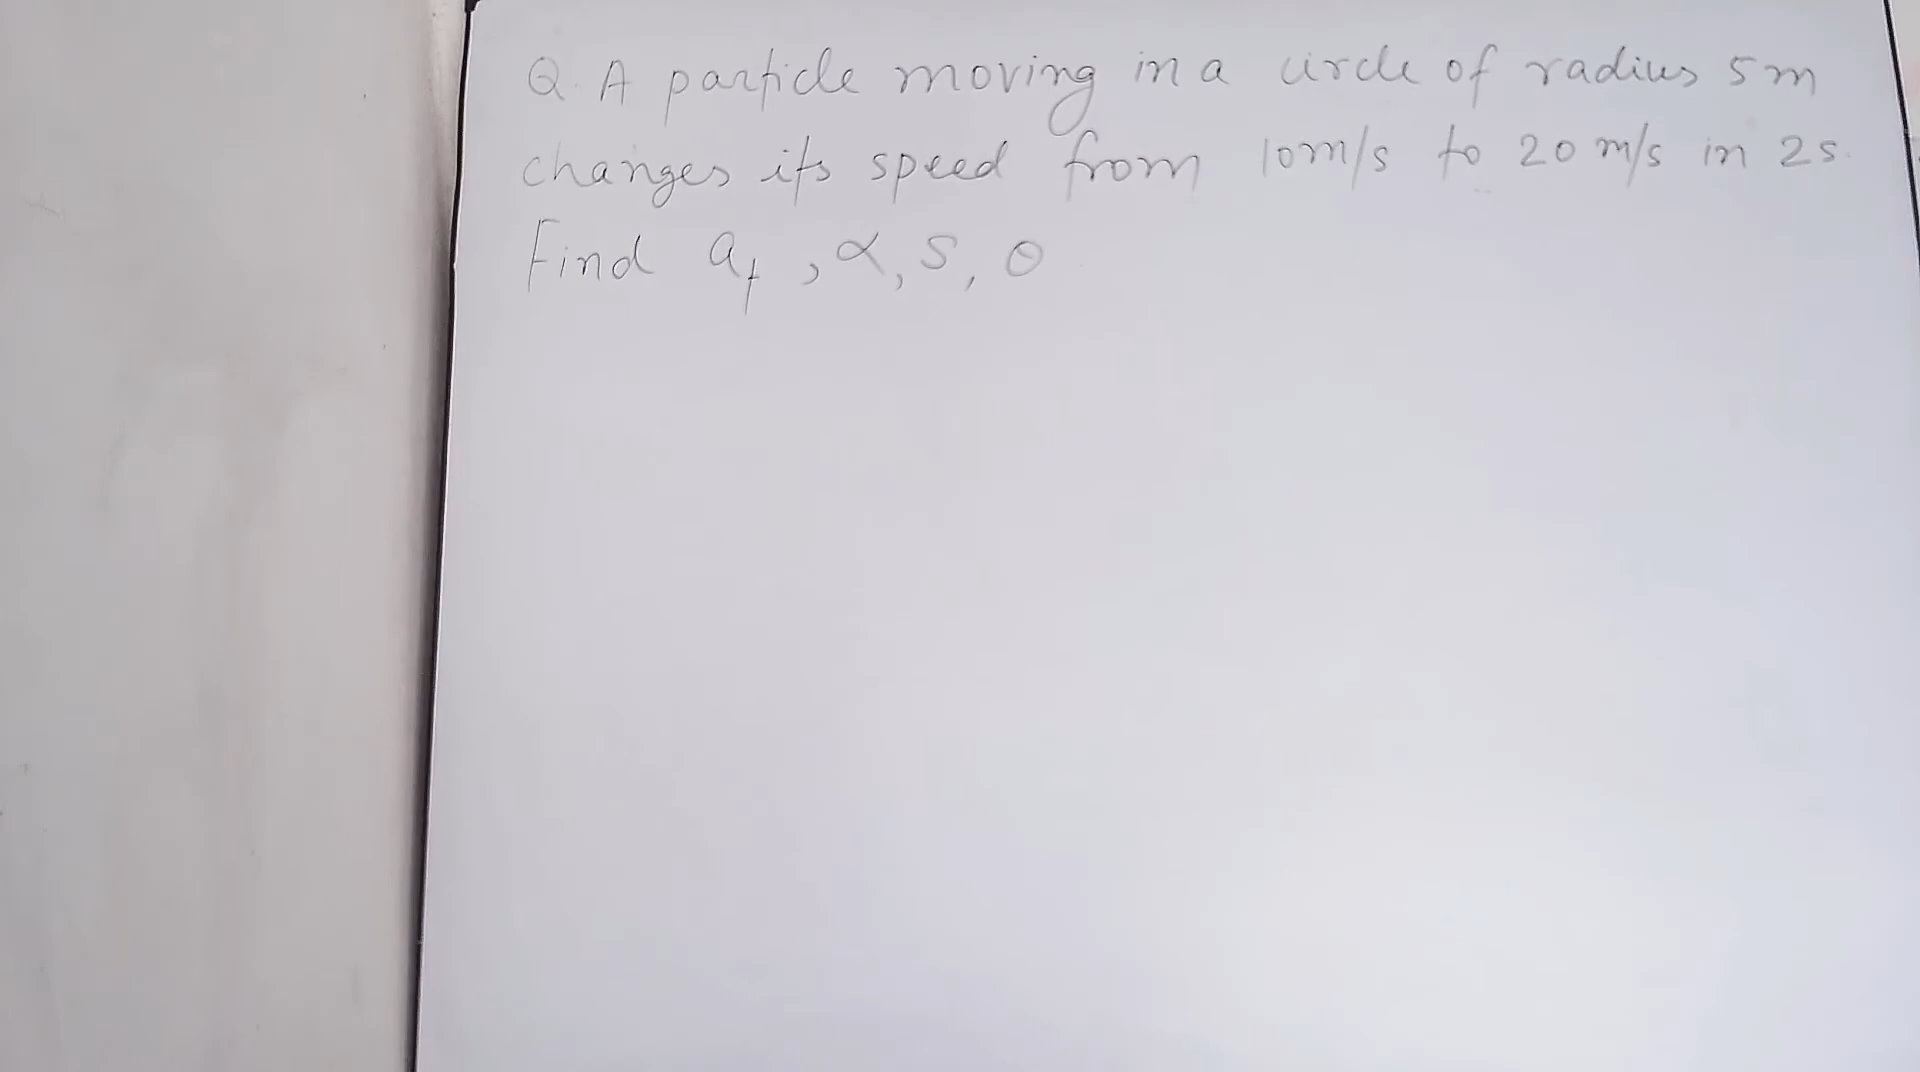 Q. A particle moving in a circle of radius 5m
changes its speed from 10m/s to 20 m/s in 2s.
Find at, α, s, θ